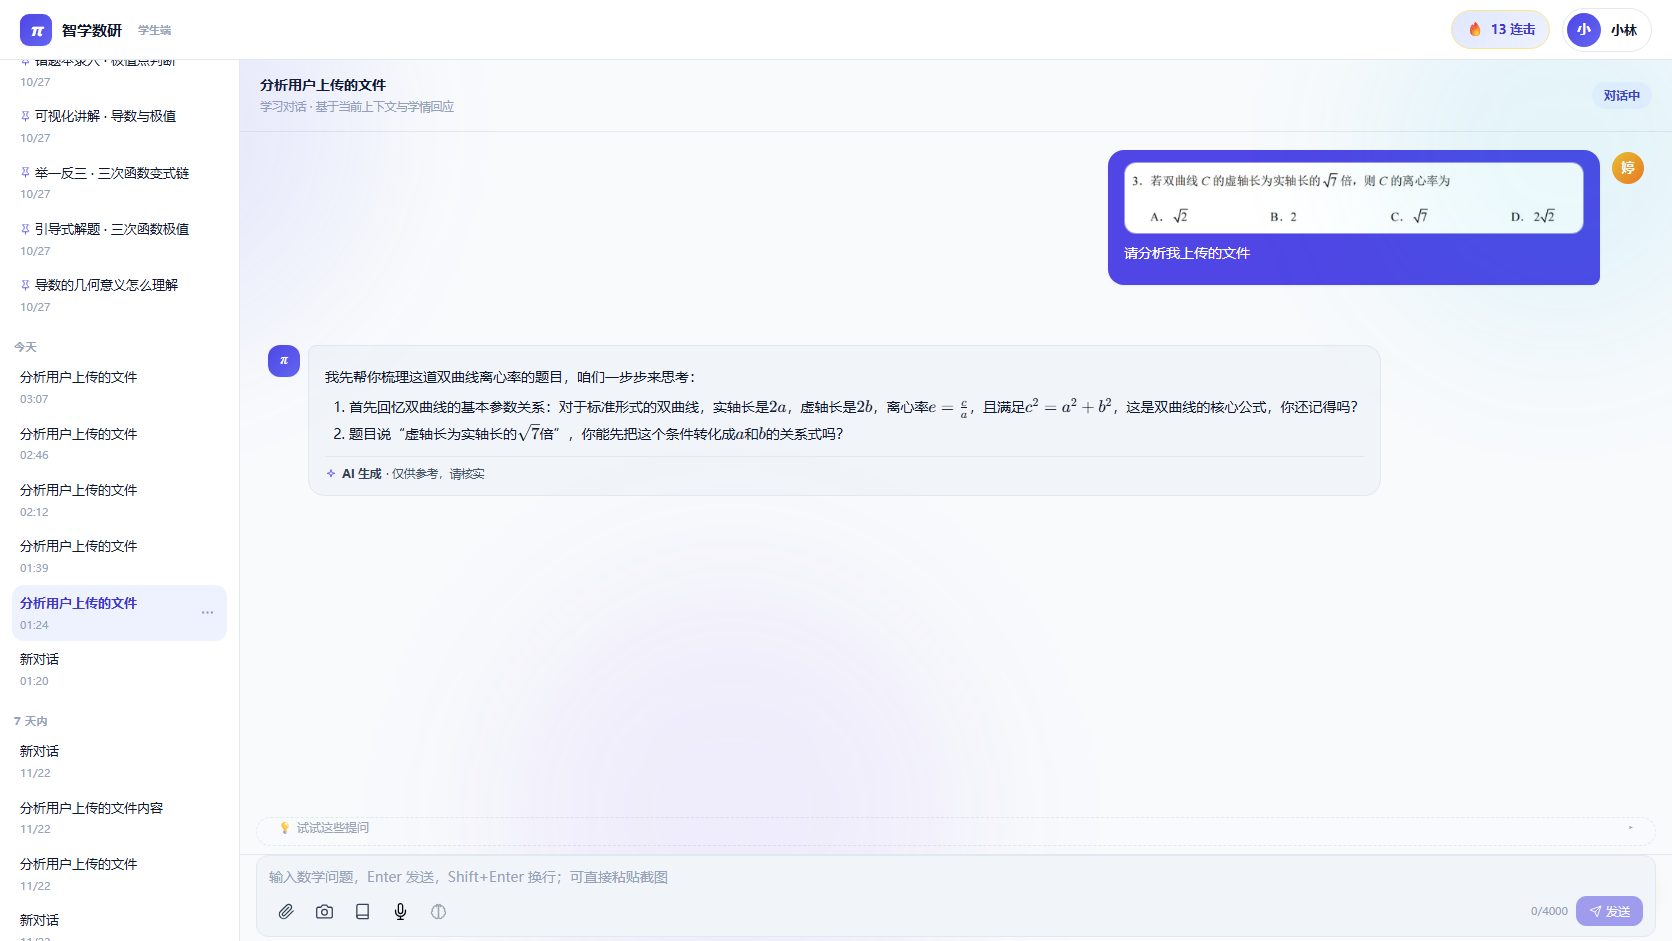 π 智学数研 学生端
13 连击
小 小林
错题本录入 · 极值点判断
10/27
可视化讲解 · 导数与极值
10/27
举一反三 · 三次函数变式链
10/27
引导式解题 · 三次函数极值
10/27
导数的几何意义怎么理解
10/27
今天
分析用户上传的文件
03:07
分析用户上传的文件
02:46
分析用户上传的文件
02:12
分析用户上传的文件
01:39
分析用户上传的文件
01:24
新对话
01:20
7 天内
新对话
11/22
分析用户上传的文件内容
11/22
分析用户上传的文件
11/22
新对话
11/22
分析用户上传的文件
学习对话 · 基于当前上下文与学情回应
对话中
3. 若双曲线 C 的虚轴长为实轴长的 √7 倍，则 C 的离心率为
A. √2 B. 2 C. √7 D. 2√2
请分析我上传的文件
婷
π
我先帮你梳理这道双曲线离心率的题目，咱们一步步来思考：
1. 首先回忆双曲线的基本参数关系：对于标准形式的双曲线，实轴长是2a，虚轴长是2b，离心率e = c/a，且满足c² = a² + b²，这是双曲线的核心公式，你还记得吗？
2. 题目说“虚轴长为实轴长的√7倍”，你能先把这个条件转化成a和b的关系式吗？
AI 生成 · 仅供参考，请核实
试试这些提问
输入数学问题，Enter 发送，Shift+Enter 换行；可直接粘贴截图
0/4000
发送